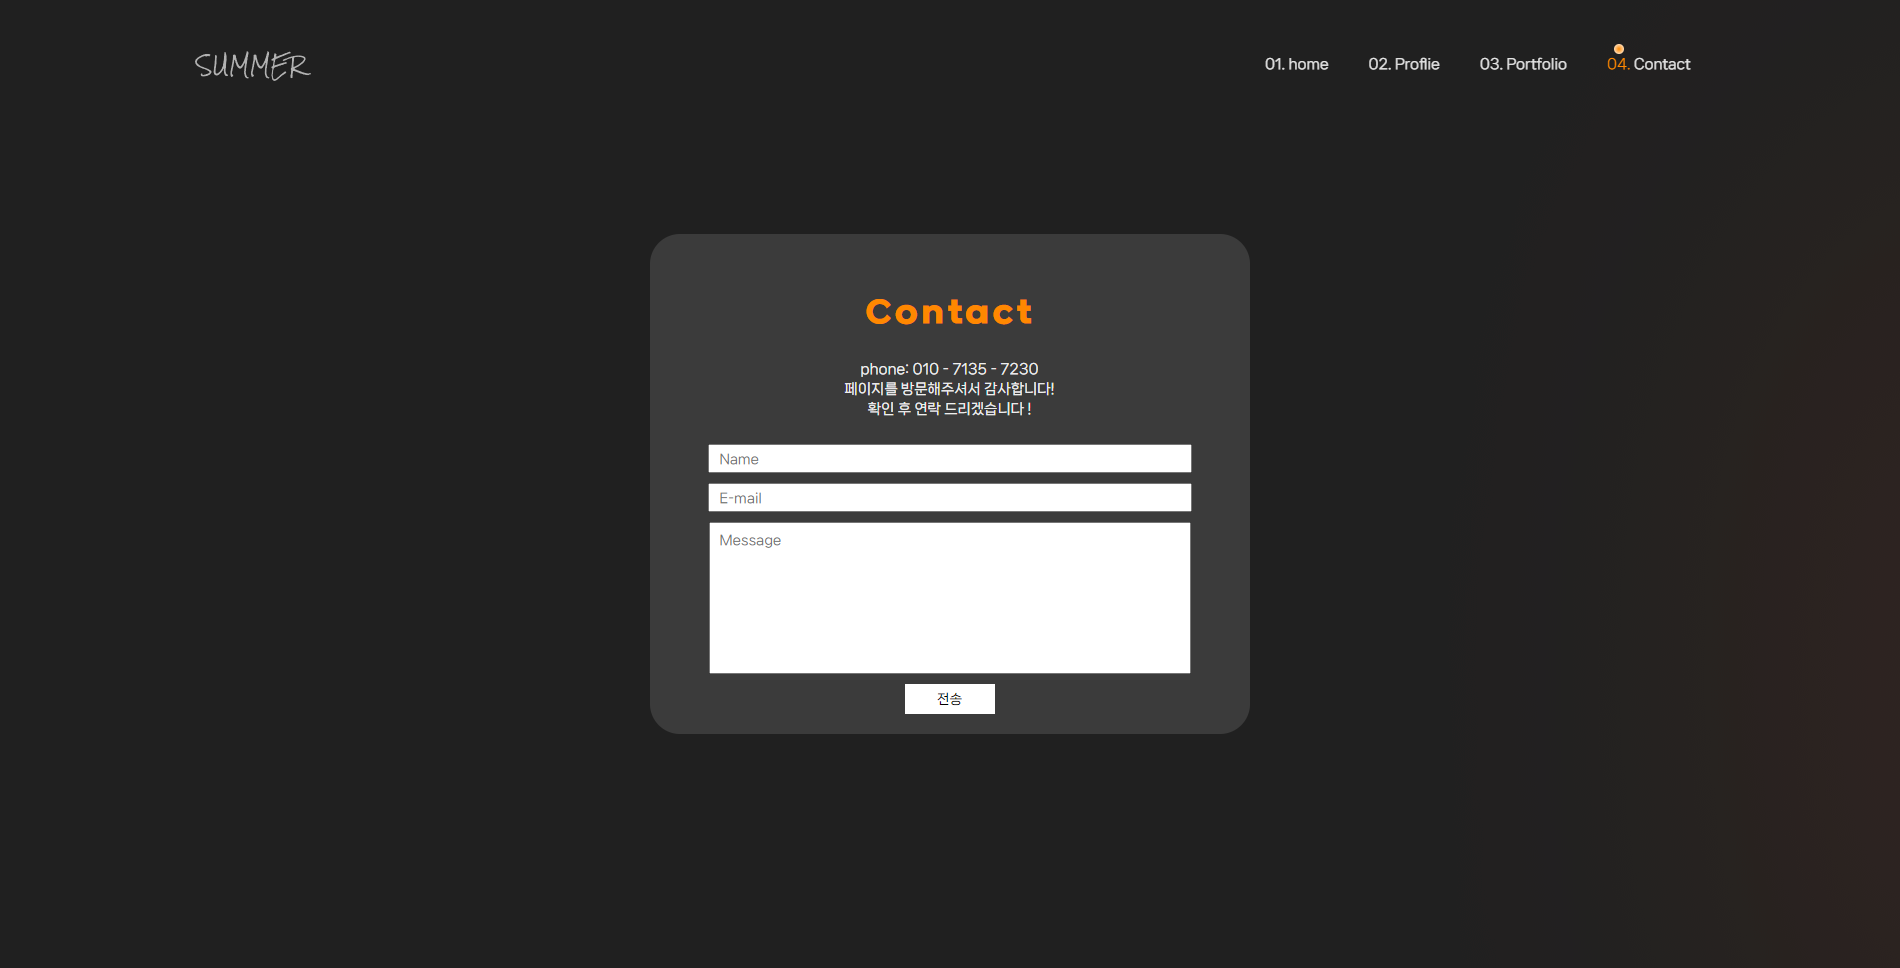 SUMMER
01. home
02. Proflie
03. Portfolio
04. Contact
Contact
phone: 010 - 7135 - 7230
페이지를 방문해주셔서 감사합니다!
확인 후 연락 드리겠습니다 !
Name
E-mail
Message
전송